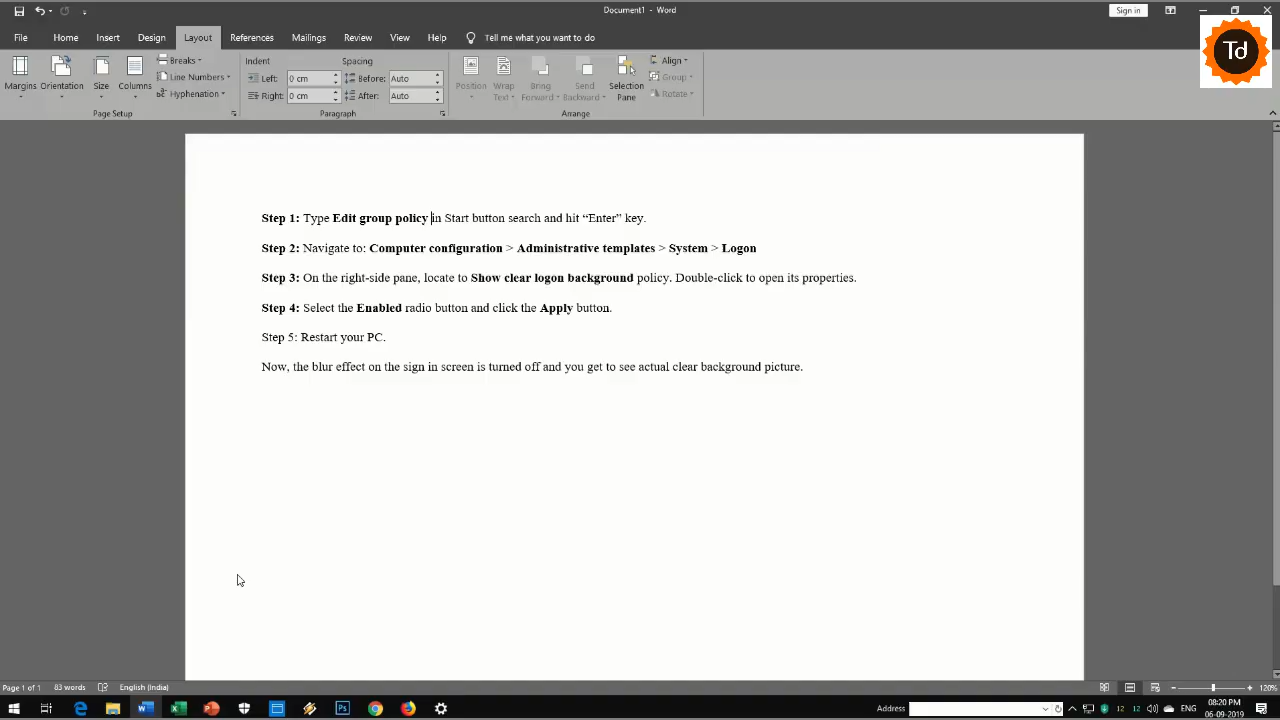 Document1 - Word
Sign in
File Home Insert Design Layout References Mailings Review View Help Tell me what you want to do
Td
Margins Orientation Size Columns
Breaks
Line Numbers
Hyphenation
Page Setup
Indent Spacing
Left: 0 cm Before: Auto
Right: 0 cm After: Auto
Paragraph
Position Wrap Text Bring Forward Send Backward Selection Pane
Align
Group
Rotate
Arrange
Step 1: Type Edit group policy in Start button search and hit “Enter” key.
Step 2: Navigate to: Computer configuration > Administrative templates > System > Logon
Step 3: On the right-side pane, locate to Show clear logon background policy. Double-click to open its properties.
Step 4: Select the Enabled radio button and click the Apply button.
Step 5: Restart your PC.
Now, the blur effect on the sign in screen is turned off and you get to see actual clear background picture.
Page 1 of 1 83 words English (India) 120%
Address 12 12 ENG 08:20 PM
06-09-2019